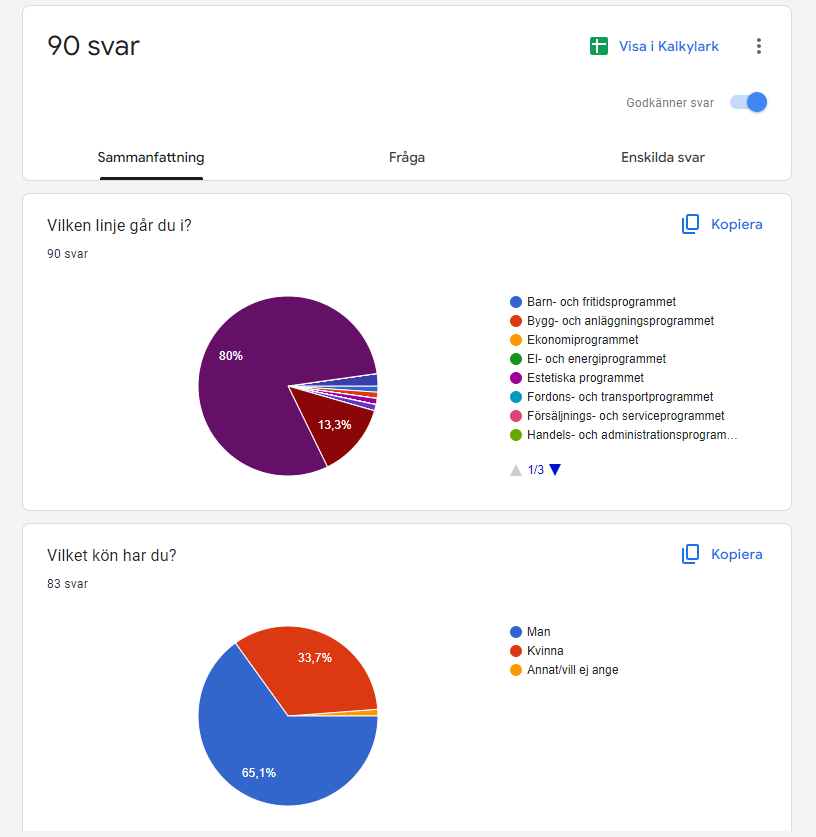 90 svar
Visa i Kalkylark
Godkänner svar
Sammanfattning
Fråga
Enskilda svar
Vilken linje går du i?
Kopiera
90 svar
80%
13,3%
Barn- och fritidsprogrammet
Bygg- och anläggningsprogrammet
Ekonomiprogrammet
El- och energiprogrammet
Estetiska programmet
Fordons- och transportprogrammet
Försäljnings- och serviceprogrammet
Handels- och administrationsprogram…
1/3
Vilket kön har du?
Kopiera
83 svar
33,7%
65,1%
Man
Kvinna
Annat/vill ej ange